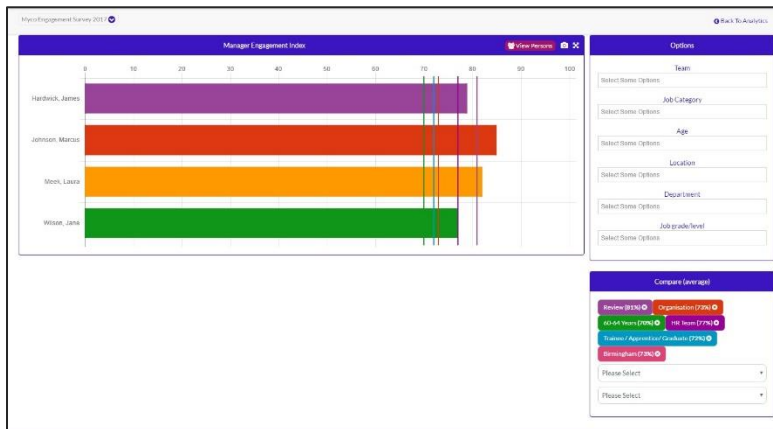 Myco/Engagement Survey 2017
Back To Analytics
Manager Engagement Index
View Persons
0 10 20 30 40 50 60 70 80 90 100
Hardwick, James
Johnson, Marcus
Meek, Laura
Wilson, Jane
Options
Team
Select Some Options
Job Category
Select Some Options
Age
Select Some Options
Location
Select Some Options
Department
Select Some Options
Job grade/level
Select Some Options
Compare (average)
Review (81%) Organisation (73%)
60-64 Years (70%) HR Team (77%)
Trainee / Apprentice/ Graduate (72%)
Birmingham (73%)
Please Select
Please Select